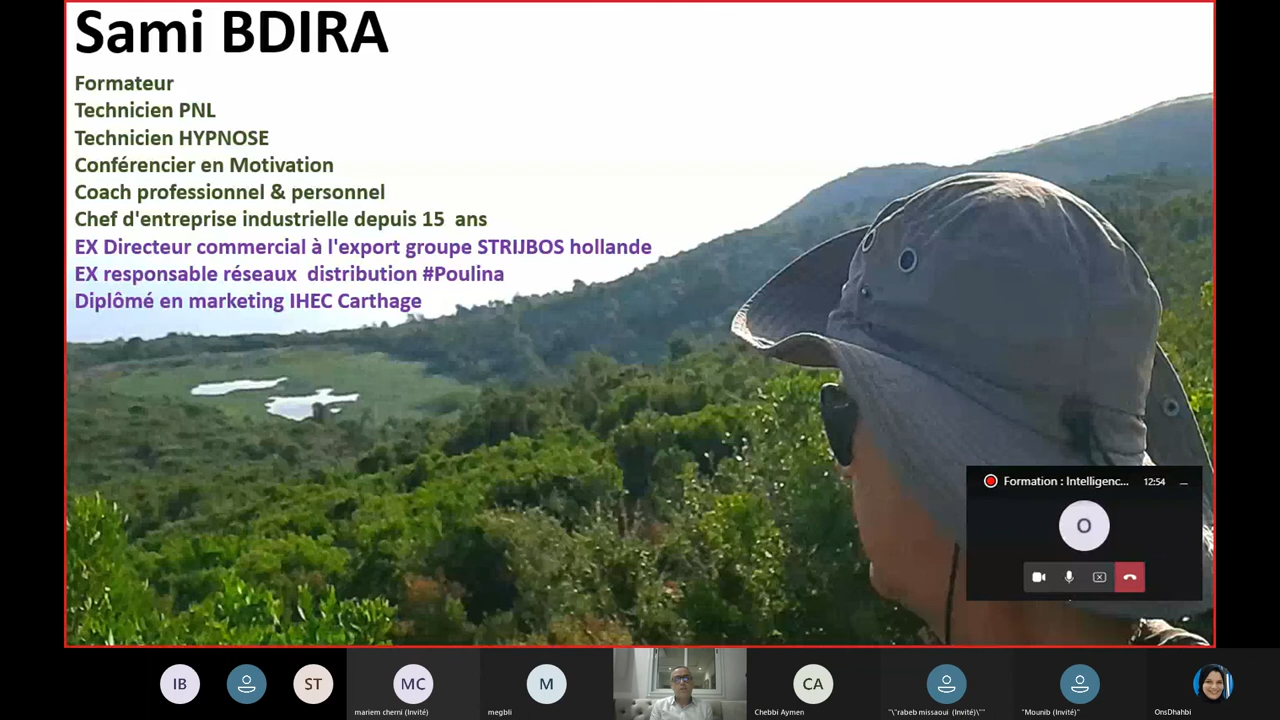 Sami BDIRA
Formateur
Technicien PNL
Technicien HYPNOSE
Conférencier en Motivation
Coach professionnel & personnel
Chef d'entreprise industrielle depuis 15  ans
EX Directeur commercial à l'export groupe STRIJBOS hollande
EX responsable réseaux  distribution #Poulina
Diplômé en marketing IHEC Carthage
Formation : Intelligenc... 12:54
O
IB
ST
MC
M
CA
mariem cherni (Invité)
megbli
Chebbi Aymen
"\"rabeb missaoui (Invité)\""
"Mounib (Invité)"
OnsDhahbi